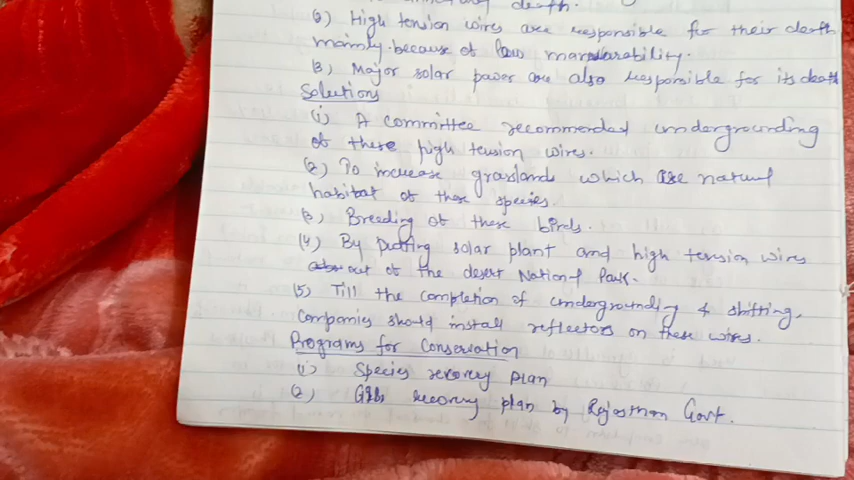 death.
(2) High tension wires are responsible for their death
mainly because of low
(3) Major solar power are also responsible for its death
Solutions
(1) A committee recommended undergrounding
of these high tension wires.
(2) To increase grasslands which are natural
habitat of these species.
(3) Breeding of these birds.
(4) By putting solar plant and high tension wires
out of the desert National Park.
(5) Till the completion of undergrounding & shifting,
Companies should install reflectors on these wires.
Programs for Conservation
(1) Species recovery plan
(2) GIBs recovery plan by Rajasthan Govt.